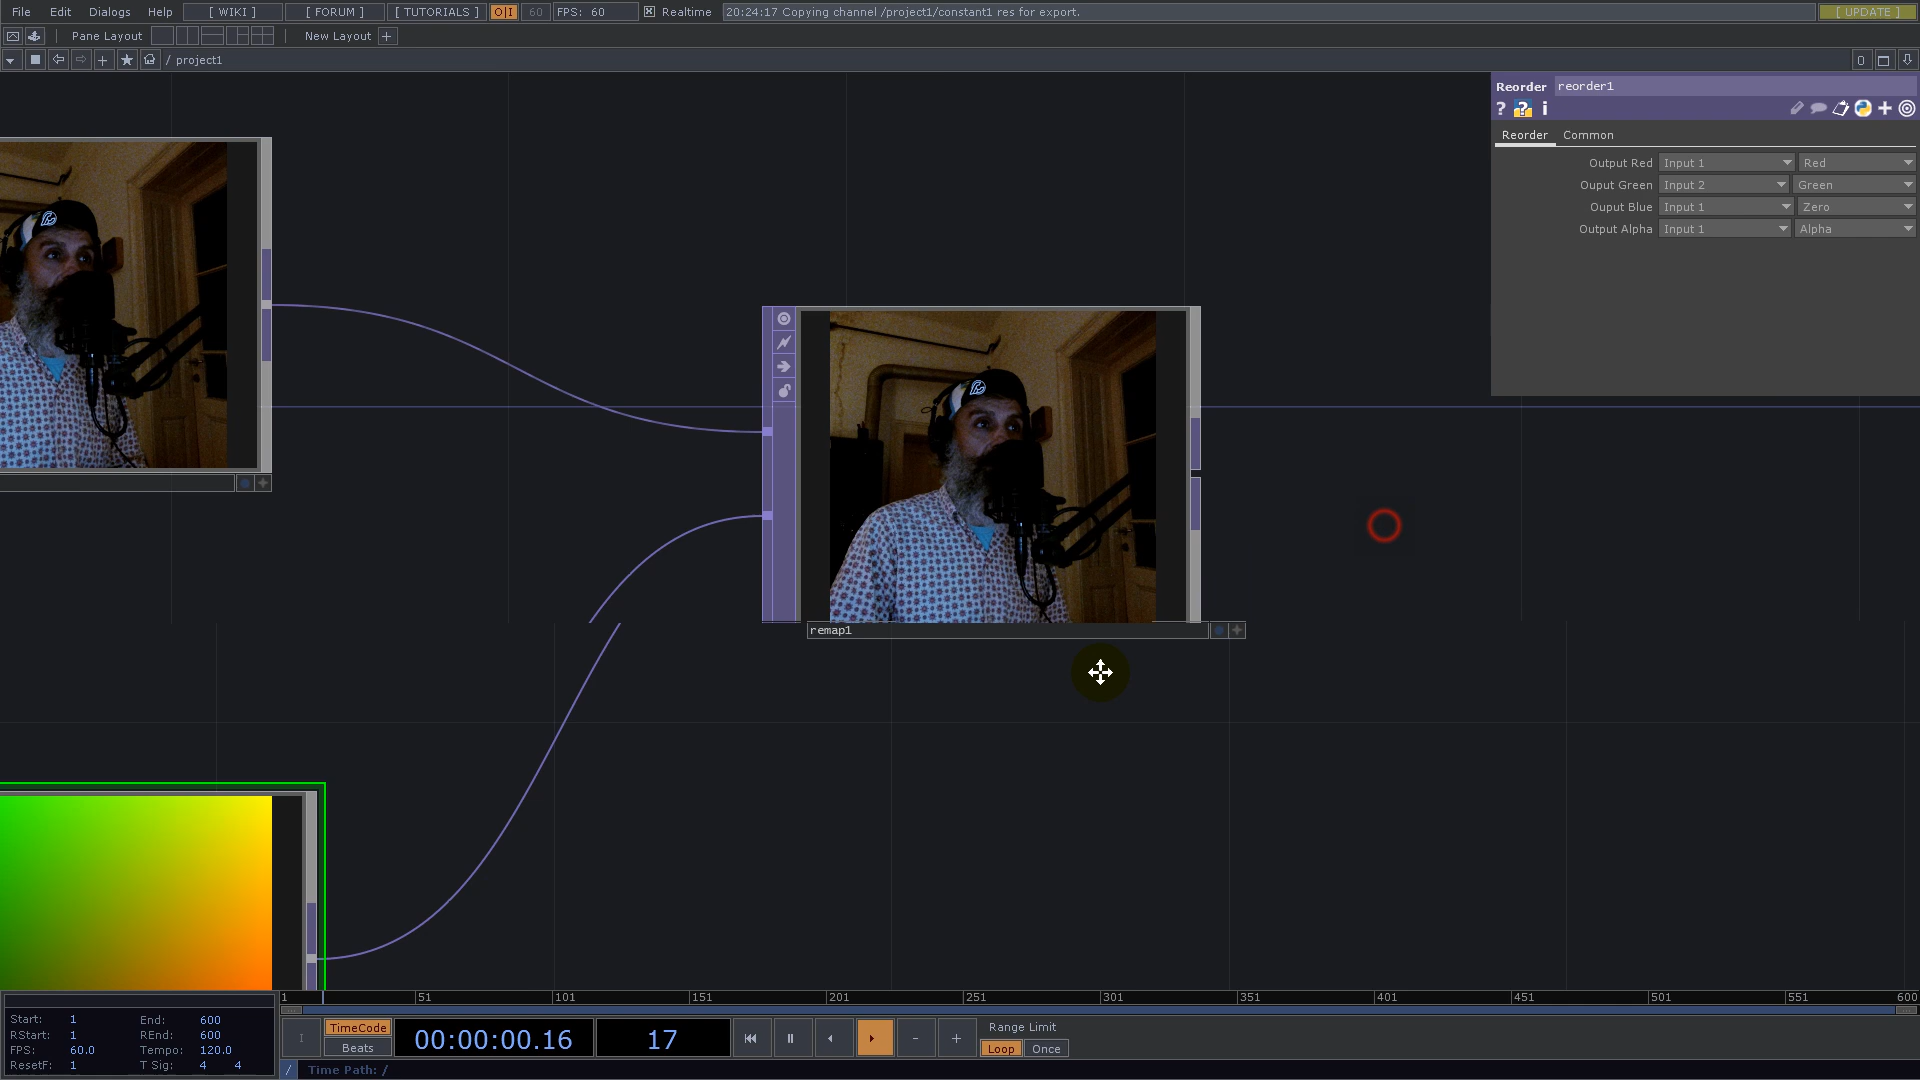 File Edit Dialogs Help [ WIKI ] [ FORUM ] [ TUTORIALS ] O|I 60 FPS: 60 Realtime 20:24:17 Copying channel /project1/constant1 res for export. [ UPDATE ]
Pane Layout New Layout +
/ project1 0
Reorder reorder1
? ? i
Reorder Common
Output Red Input 1 Red
Ouput Green Input 2 Green
Ouput Blue Input 1 Zero
Output Alpha Input 1 Alpha
remap1
1 51 101 151 201 251 301 351 401 451 501 551 600
Start: 1 End: 600
RStart: 1 REnd: 600
FPS: 60.0 Tempo: 120.0
ResetF: 1 T Sig: 4 4
I TimeCode Beats 00:00:00.16 17 - + Range Limit
Loop Once
/ Time Path: /